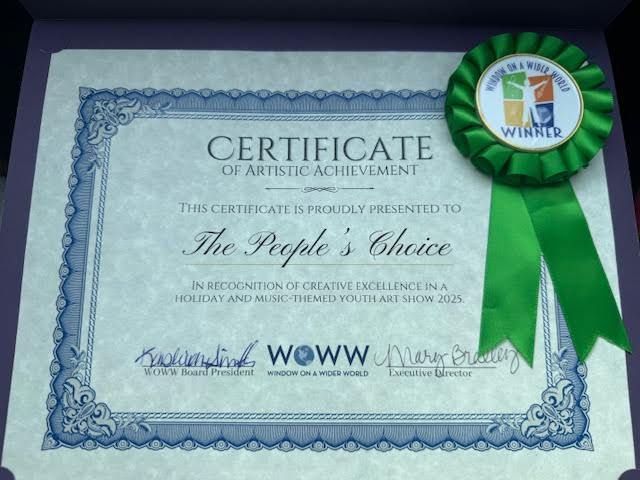 WINDOW ON A WIDER WORLD
WINNER
CERTIFICATE
OF ARTISTIC ACHIEVEMENT
THIS CERTIFICATE IS PROUDLY PRESENTED TO
The People's Choice
IN RECOGNITION OF CREATIVE EXCELLENCE IN A
HOLIDAY AND MUSIC-THEMED YOUTH ART SHOW 2025.
WOWW Board President
WOWW
WINDOW ON A WIDER WORLD
Mary Bradley
Executive Director